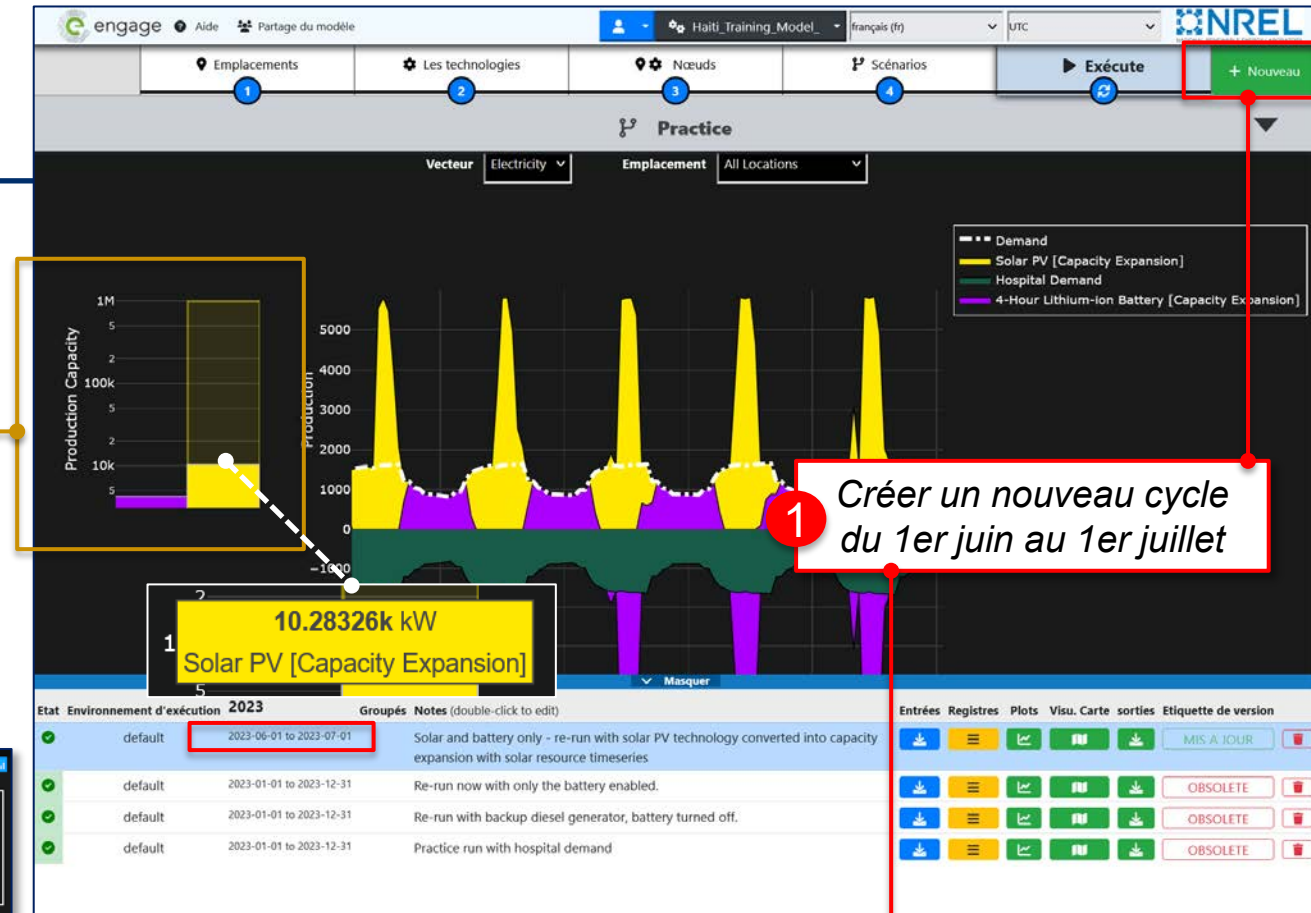 engage Aide Partage du modèle Haiti_Training_Model_ français (fr) UTC NREL
Emplacements Les technologies Nœuds Scénarios Exécute + Nouveau
1 2 3 4
Practice
Vecteur Electricity Emplacement All Locations
Demand
Solar PV [Capacity Expansion]
Hospital Demand
4-Hour Lithium-ion Battery [Capacity Expansion]
Production Capacity
1M
5
2
100k
5
2
10k
5
Production
5000
4000
3000
2000
1000
0
−1000
1
Créer un nouveau cycle
du 1er juin au 1er juillet
2
1
10.28326k kW
Solar PV [Capacity Expansion]
5
Masquer
Etat Environnement d'exécution 2023 Groupés Notes (double-click to edit) Entrées Registres Plots Visu. Carte sorties Etiquette de version
default 2023-06-01 to 2023-07-01 Solar and battery only - re-run with solar PV technology converted into capacity MIS A JOUR
expansion with solar resource timeseries
default 2023-01-01 to 2023-12-31 Re-run now with only the battery enabled. OBSOLETE
default 2023-01-01 to 2023-12-31 Re-run with backup diesel generator, battery turned off. OBSOLETE
default 2023-01-01 to 2023-12-31 Practice run with hospital demand OBSOLETE